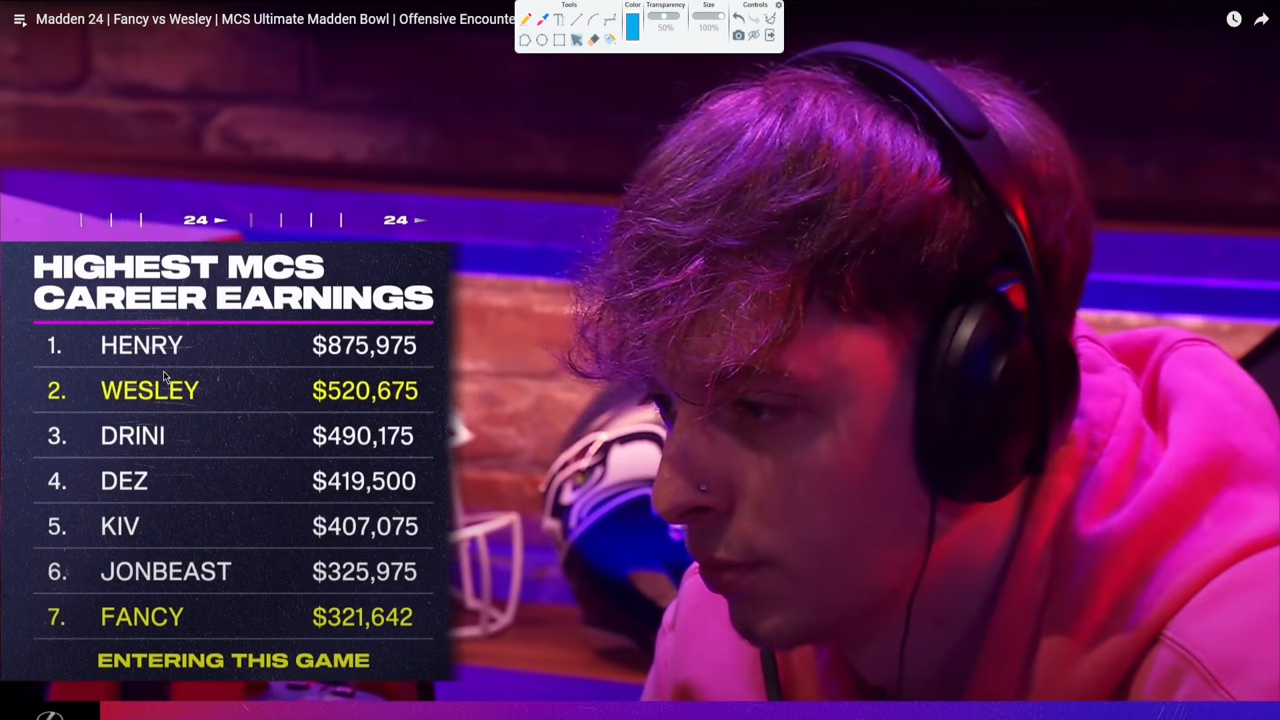 Madden 24 | Fancy vs Wesley | MCS Ultimate Madden Bowl | Offensive Encounte
Tools
Color
Transparency
Size
Controls
50%
100%
24
24
HIGHEST MCS
CAREER EARNINGS
1. HENRY $875,975
2. WESLEY $520,675
3. DRINI $490,175
4. DEZ $419,500
5. KIV $407,075
6. JONBEAST $325,975
7. FANCY $321,642
ENTERING THIS GAME